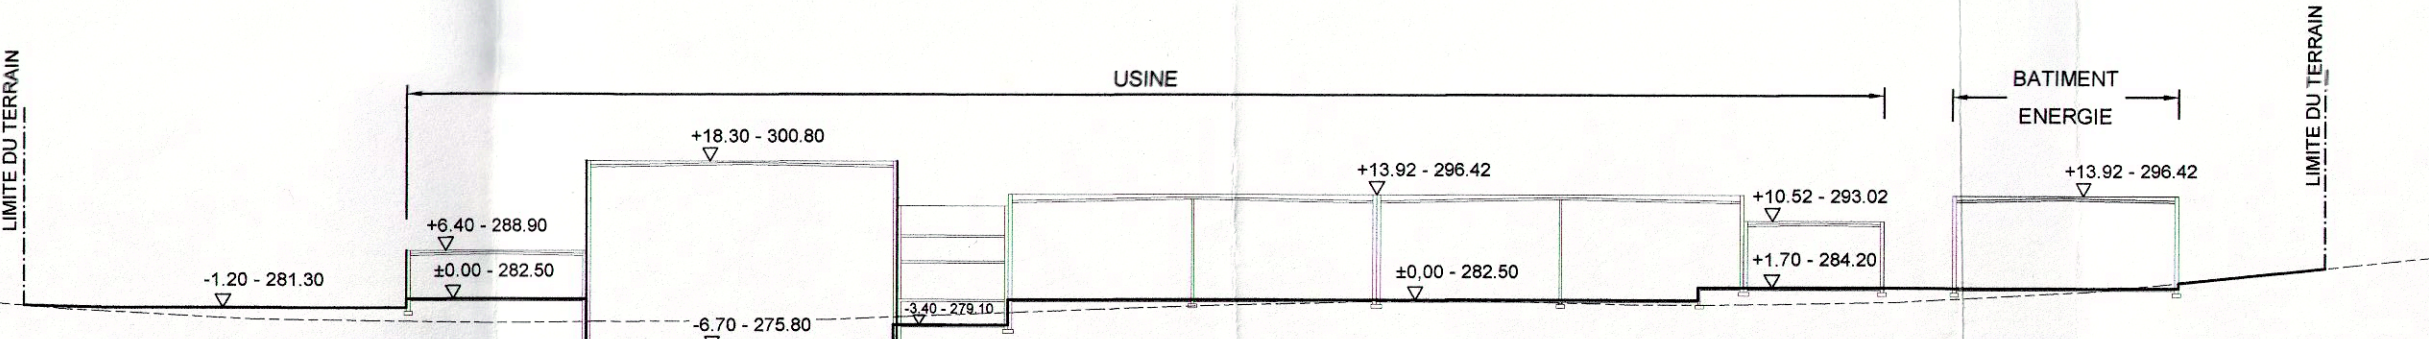 LIMITE DU TERRAIN
USINE
BATIMENT
ENERGIE
LIMITE DU TERRAIN
+18.30 - 300.80
+13.92 - 296.42
+13.92 - 296.42
+10.52 - 293.02
+6.40 - 288.90
±0.00 - 282.50
-1.20 - 281.30
±0,00 - 282.50
+1.70 - 284.20
-3.40 - 279.10
-6.70 - 275.80